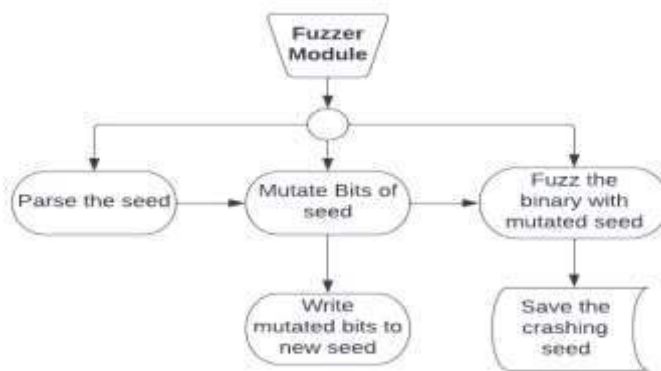 Fuzzer
Module
Parse the seed
Mutate Bits of
seed
Fuzz the
binary with
mutated seed
Write
mutated bits to
new seed
Save the
crashing
seed